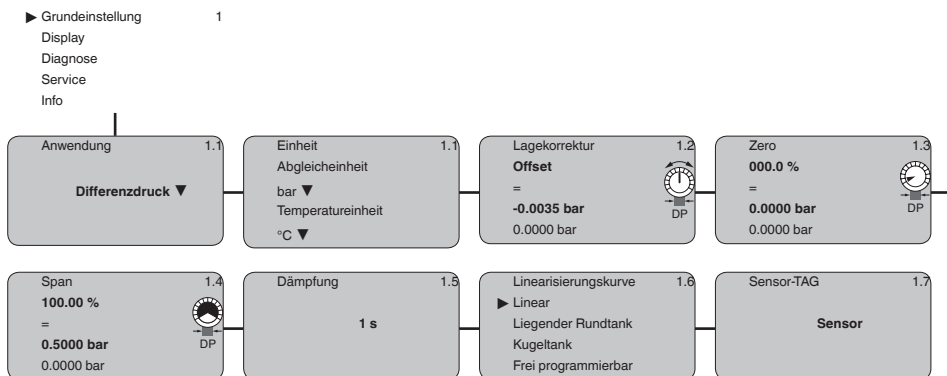 ▶ Grundeinstellung 1
Display
Diagnose
Service
Info
Anwendung 1.1
Differenzdruck ▼
Einheit 1.1
Abgleicheinheit
bar ▼
Temperatureinheit
°C ▼
Lagekorrektur 1.2
Offset
=
-0.0035 bar
0.0000 bar
DP
Zero 1.3
000.0 %
=
0.0000 bar
0.0000 bar
DP
Span 1.4
100.00 %
=
0.5000 bar
0.0000 bar
DP
Dämpfung 1.5
1 s
Linearisierungskurve 1.6
▶ Linear
Liegender Rundtank
Kugeltank
Frei programmierbar
Sensor-TAG 1.7
Sensor